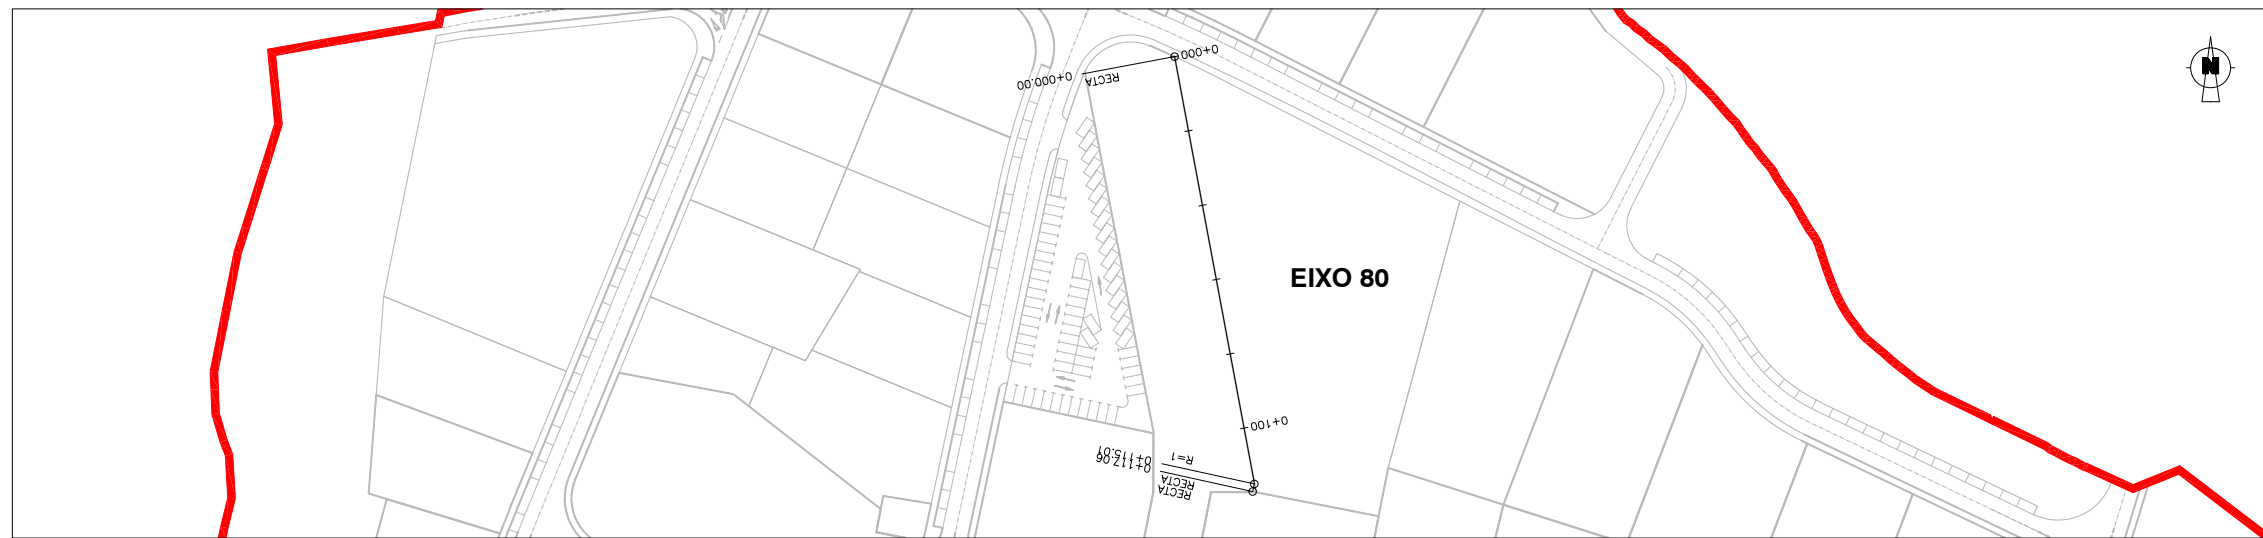 0+000
0+000.00
RECTA
N
EIXO 80
0+100
R=1
0+115.01
0+117.06
RECTA
RECTA